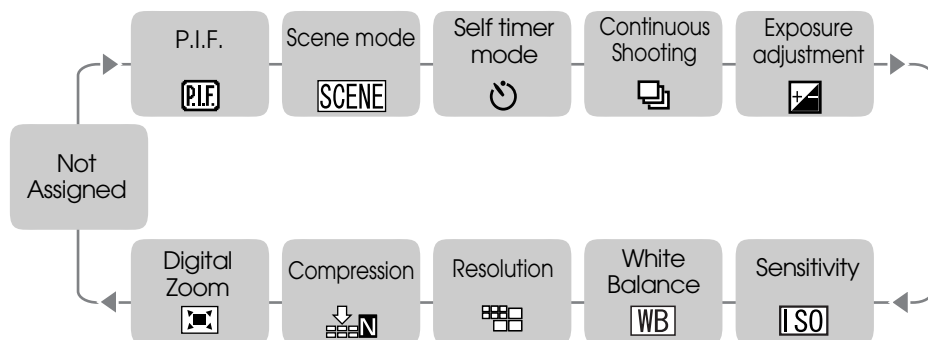 P.I.F.
P.I.F.
Scene mode
SCENE
Self timer
mode
Continuous
Shooting
Exposure
adjustment
+ -
Not
Assigned
Digital
Zoom
Compression
N
Resolution
White
Balance
WB
Sensitivity
ISO